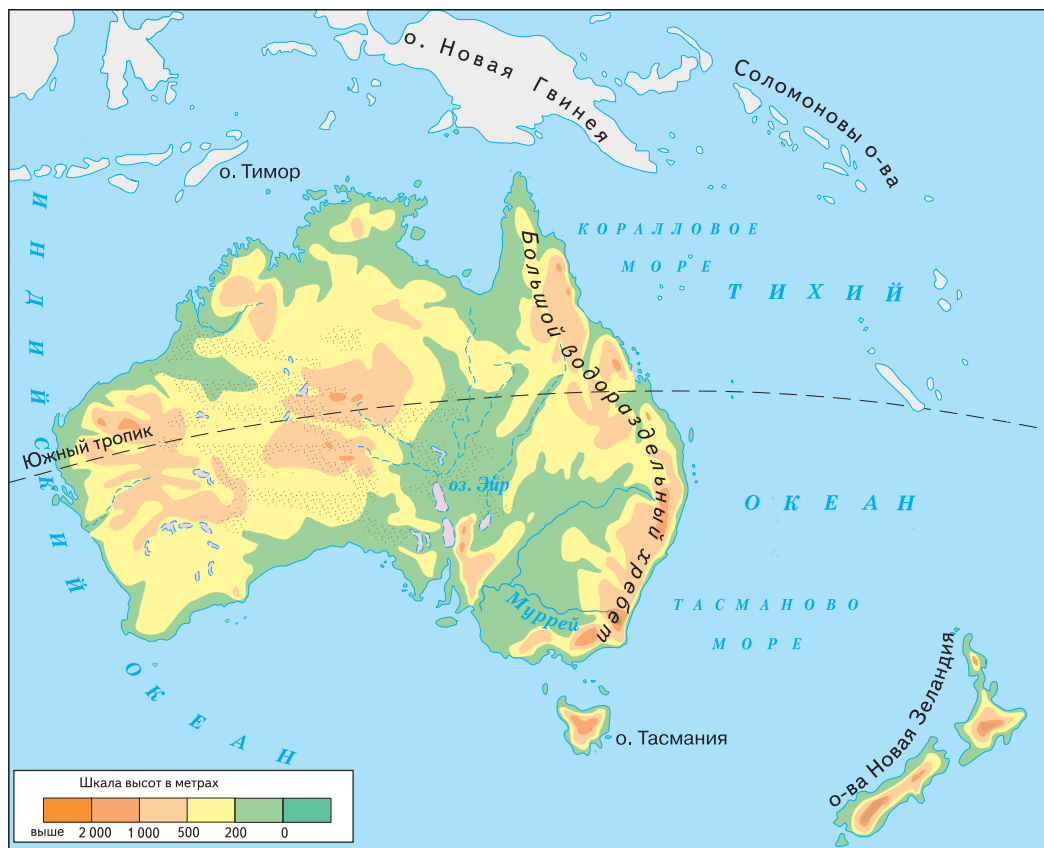 о. Новая Гвинея
Соломоновы о-ва
о. Тимор
ИНДИЙСКИЙ
ОКЕАН
КОРАЛЛОВОЕ
МОРЕ
ТИХИЙ
ОКЕАН
Большой водораздельный хребет
Южный тропик
оз. Эйр
Муррей
ТАСМАНОВО
МОРЕ
о. Тасмания
о-ва Новая Зеландия
Шкала высот в метрах
выше 2 000 1 000 500 200 0